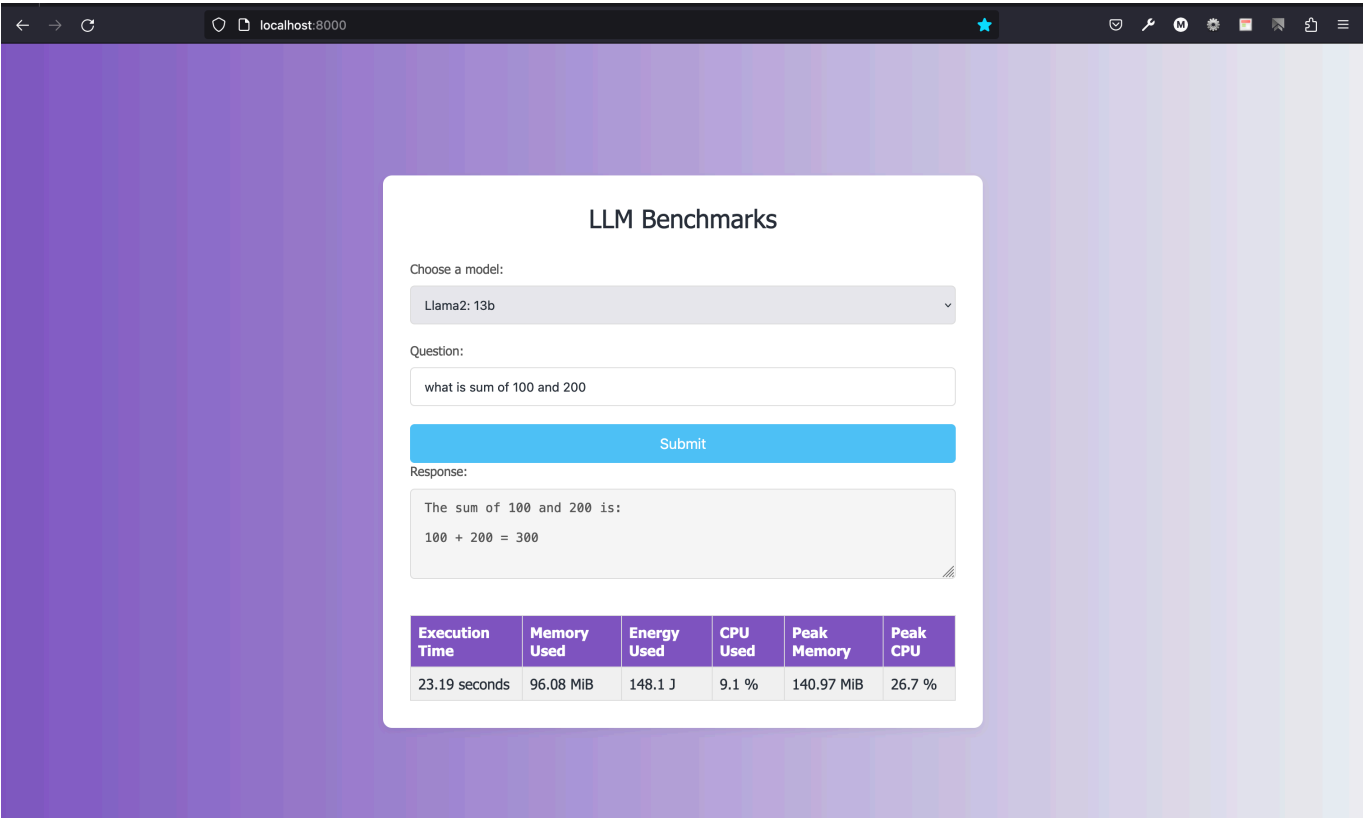 localhost:8000
M
LLM Benchmarks
Choose a model:
Llama2: 13b
Question:
what is sum of 100 and 200
Submit
Response:
The sum of 100 and 200 is:
100 + 200 = 300
Execution Time Memory Used Energy Used CPU Used Peak Memory Peak CPU
23.19 seconds 96.08 MiB 148.1 J 9.1 % 140.97 MiB 26.7 %